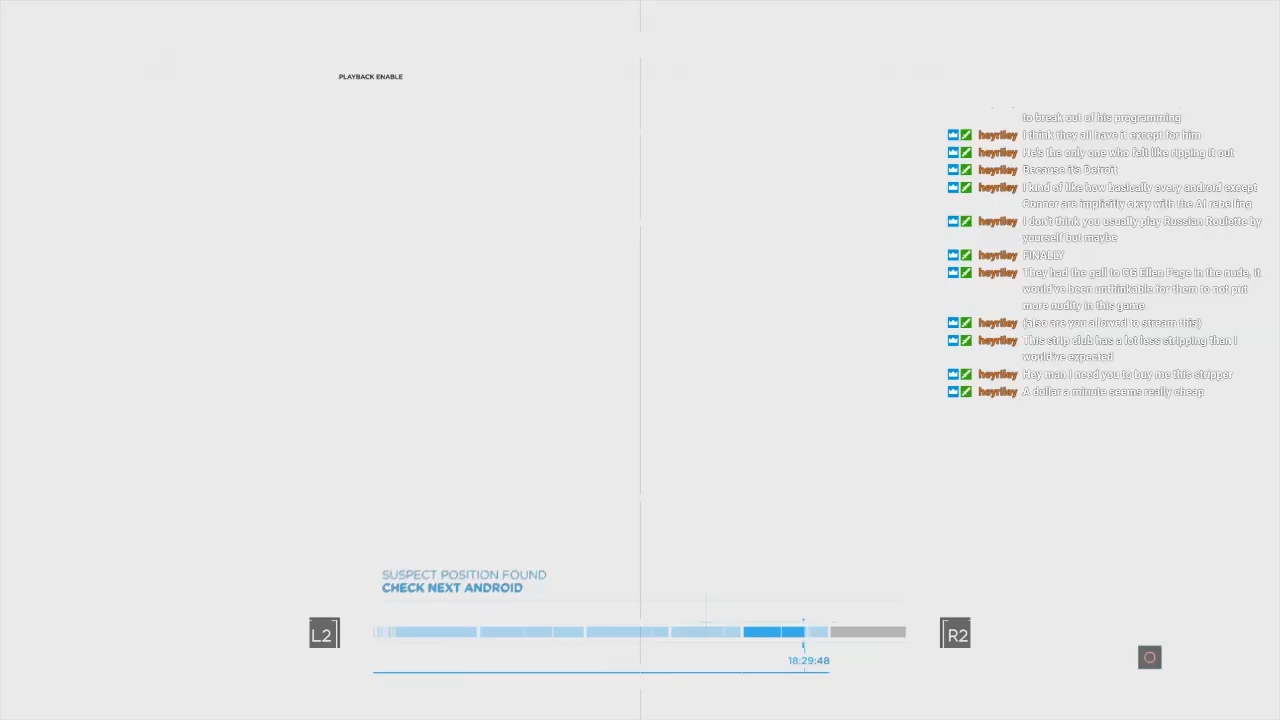 PLAYBACK ENABLE
to break out of his programming
heyriley I think they all have it except for him
heyriley He's the only one who felt like ripping it out
heyriley Because it's Detroit
heyriley I kind of like how basically every android except
Connor are implicitly okay with the AI rebelling
heyriley I don't think you usually play Russian Roulette by
yourself but maybe
heyriley FINALLY
heyriley They had the gall to CG Ellen Page in the nude, it
would've been unthinkable for them to not put
more nudity in this game
heyriley (also are you allowed to stream this)
heyriley This strip club has a lot less stripping than I
would've expected
heyriley Hey man I need you to buy me this stripper
heyriley A dollar a minute seems really cheap
SUSPECT POSITION FOUND
CHECK NEXT ANDROID
L2
R2
18:29:48